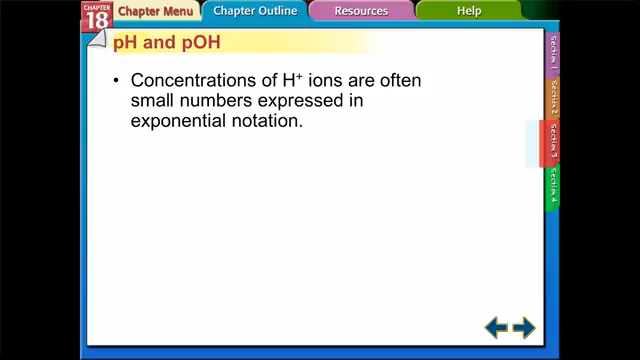 CHAPTER
18
Chapter Menu
Chapter Outline
Resources
Help
pH and pOH
• Concentrations of H⁺ ions are often
small numbers expressed in
exponential notation.
Section 1
Section 2
Section 3
Section 4